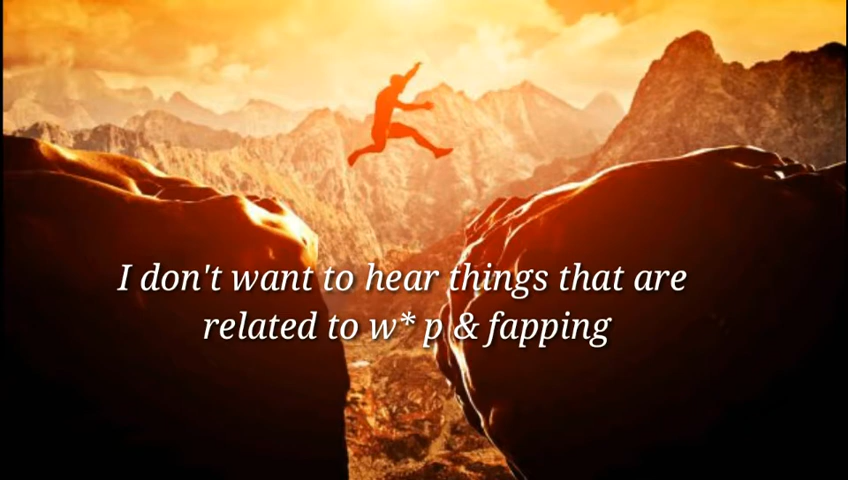 I don't want to hear things that are
related to w* p & fapping